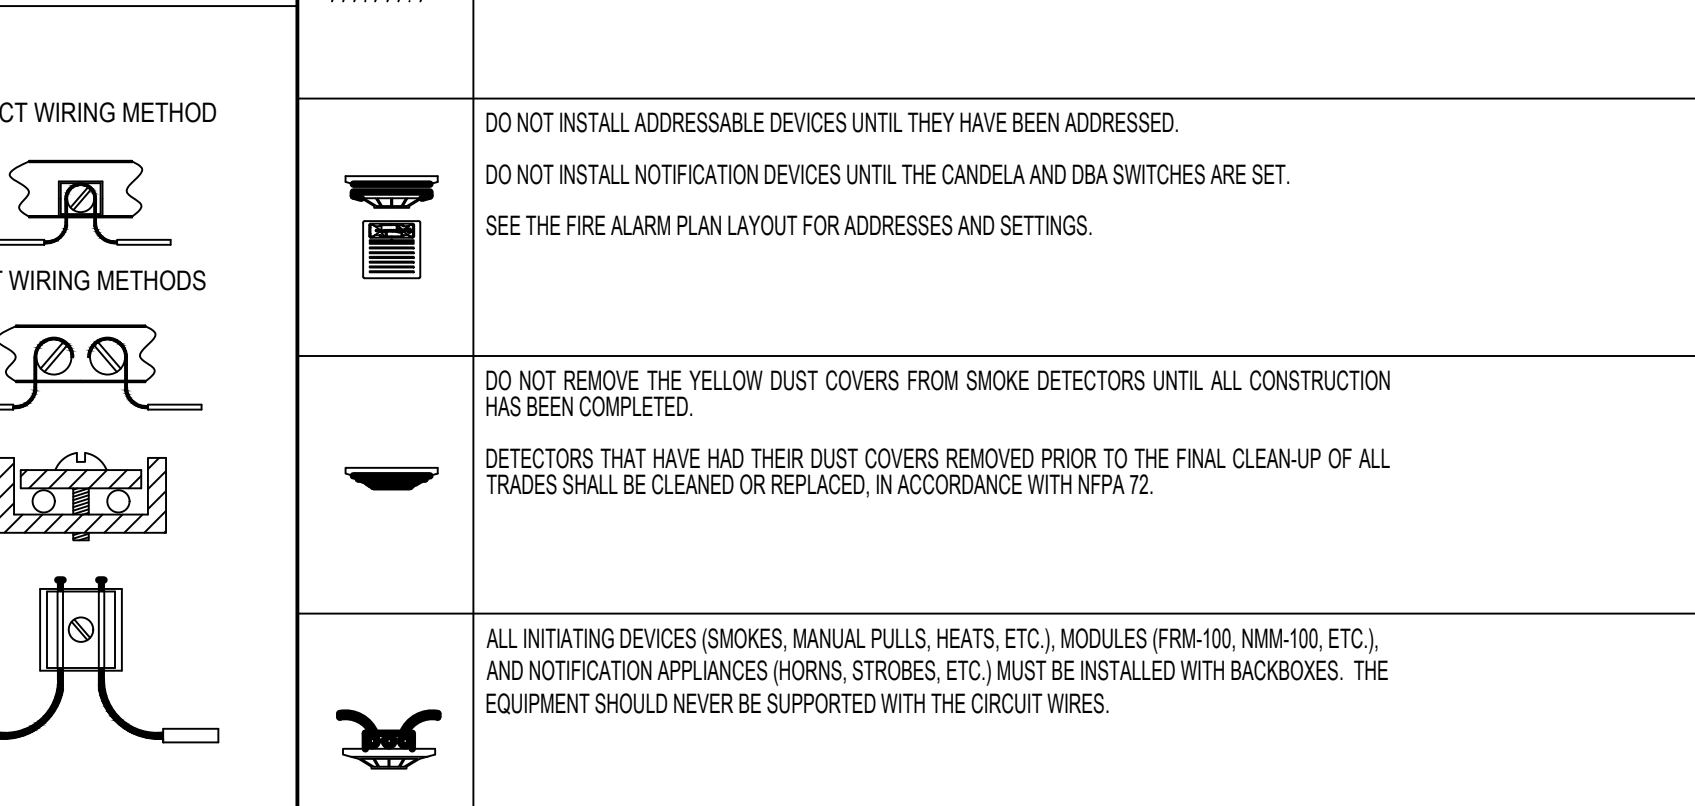 CT WIRING METHOD
WIRING METHODS
DO NOT INSTALL ADDRESSABLE DEVICES UNTIL THEY HAVE BEEN ADDRESSED.
DO NOT INSTALL NOTIFICATION DEVICES UNTIL THE CANDELA AND DBA SWITCHES ARE SET.
SEE THE FIRE ALARM PLAN LAYOUT FOR ADDRESSES AND SETTINGS.
DO NOT REMOVE THE YELLOW DUST COVERS FROM SMOKE DETECTORS UNTIL ALL CONSTRUCTION
HAS BEEN COMPLETED.
DETECTORS THAT HAVE HAD THEIR DUST COVERS REMOVED PRIOR TO THE FINAL CLEAN-UP OF ALL
TRADES SHALL BE CLEANED OR REPLACED, IN ACCORDANCE WITH NFPA 72.
ALL INITIATING DEVICES (SMOKES, MANUAL PULLS, HEATS, ETC.), MODULES (FRM-100, NMM-100, ETC.),
AND NOTIFICATION APPLIANCES (HORNS, STROBES, ETC.) MUST BE INSTALLED WITH BACKBOXES. THE
EQUIPMENT SHOULD NEVER BE SUPPORTED WITH THE CIRCUIT WIRES.